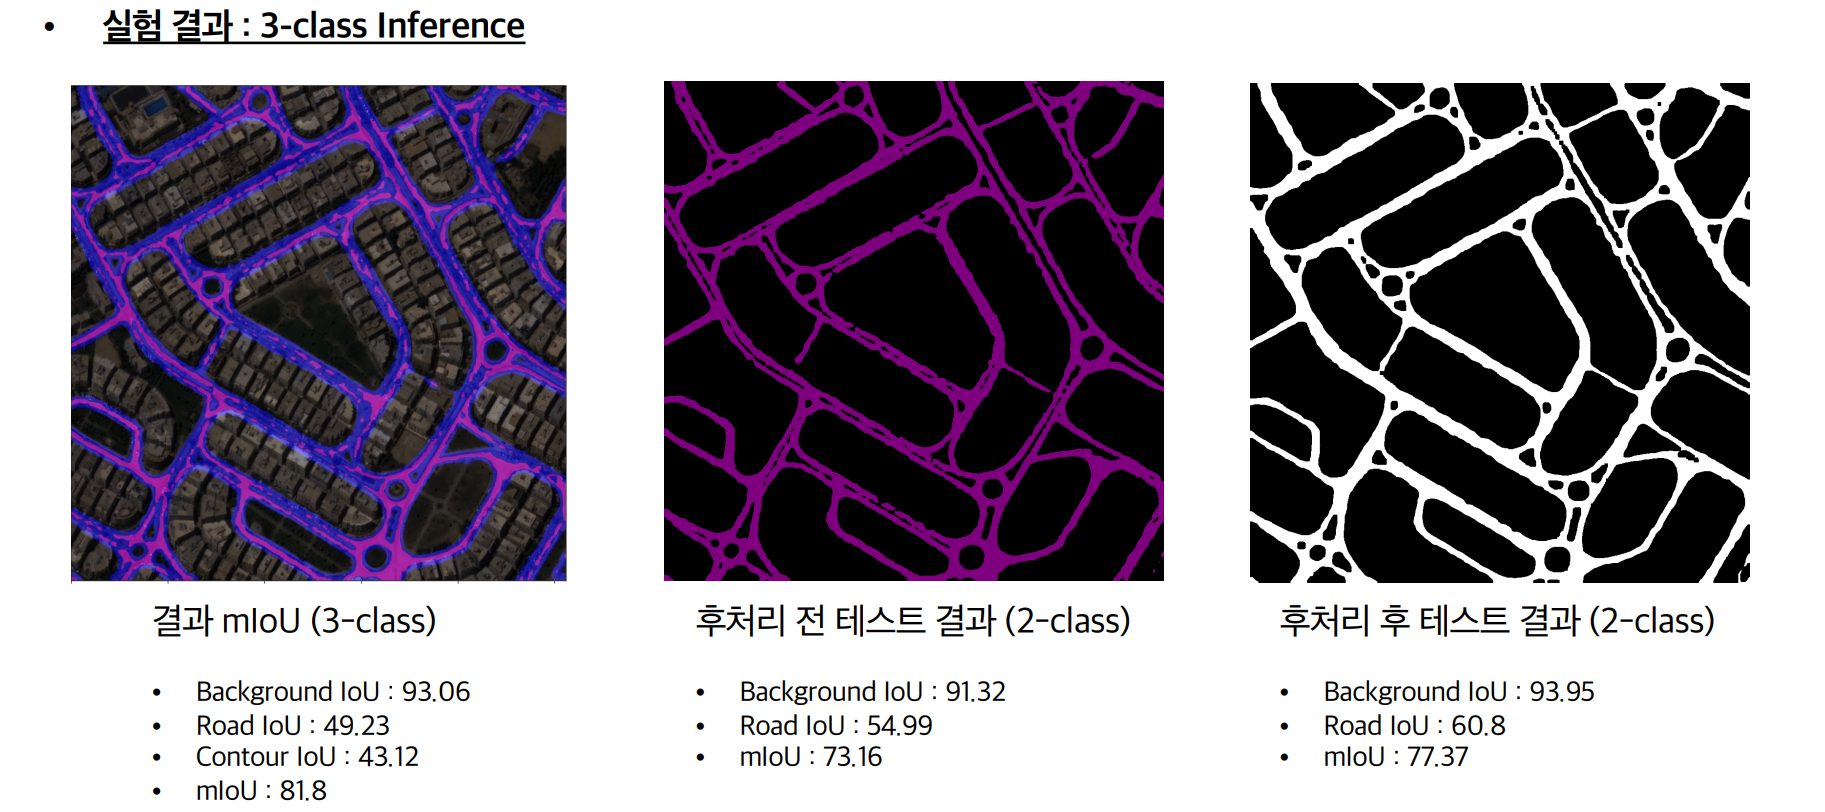 • 실험 결과 : 3-class Inference
결과 mIoU (3-class)
• Background IoU : 93.06
• Road IoU : 49.23
• Contour IoU : 43.12
• mIoU : 81.8
후처리 전 테스트 결과 (2-class)
• Background IoU : 91.32
• Road IoU : 54.99
• mIoU : 73.16
후처리 후 테스트 결과 (2-class)
• Background IoU : 93.95
• Road IoU : 60.8
• mIoU : 77.37